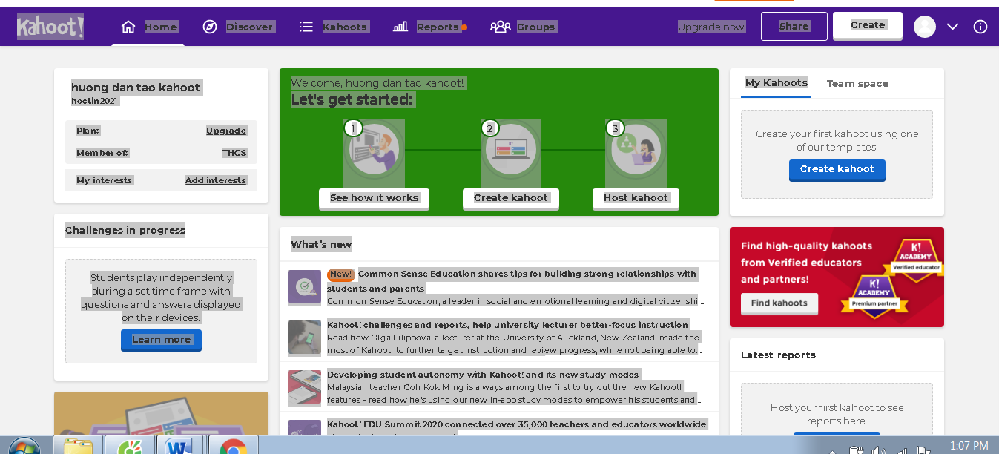 Kahoot!
Home
Discover
Kahoots
Reports
Groups
Upgrade now
Share
Create
huong dan tao kahoot
hoctin2021
Plan: Upgrade
Member of: THCS
My interests Add interests
Challenges in progress
Students play independently
during a set time frame with
questions and answers displayed
on their devices.
Learn more
Welcome, huong dan tao kahoot!
Let's get started:
1
2
3
See how it works
Create kahoot
Host kahoot
What's new
New! Common Sense Education shares tips for building strong relationships with
students and parents
Common Sense Education, a leader in social and emotional learning and digital citizenshi...
Kahoot! challenges and reports, help university lecturer better-focus instruction
Read how Olga Filippova, a lecturer at the University of Auckland, New Zealand, made the
most of Kahoot! to further target instruction and review progress, while not being able to...
Developing student autonomy with Kahoot! and its new study modes
Malaysian teacher Goh Kok Ming is always among the first to try out the new Kahoot!
features - read how he's using our new in-app study modes to empower his students and...
Kahoot! EDU Summit 2020 connected over 35,000 teachers and educators worldwide
My Kahoots
Team space
Create your first kahoot using one
of our templates.
Create kahoot
Find high-quality kahoots
from Verified educators
and partners!
Find kahoots
K!
ACADEMY
Verified educator
K!
ACADEMY
Premium partner
Latest reports
Host your first kahoot to see
reports here.
1:07 PM